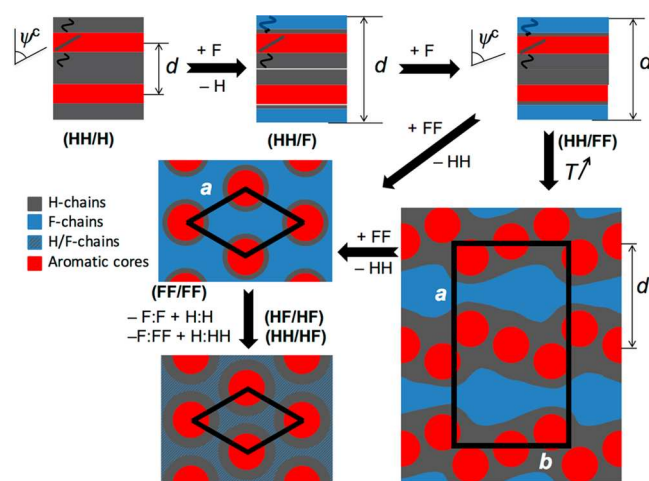 ψc
d
+ F
– H
d
+ F
ψc
d
(HH/H)
(HH/F)
(HH/FF)
+ FF
– HH
T↗
H-chains
F-chains
H/F-chains
Aromatic cores
a
+ FF
– HH
a
d
(FF/FF)
– F:F + H:H
–F:FF + H:HH
(HF/HF)
(HH/HF)
b